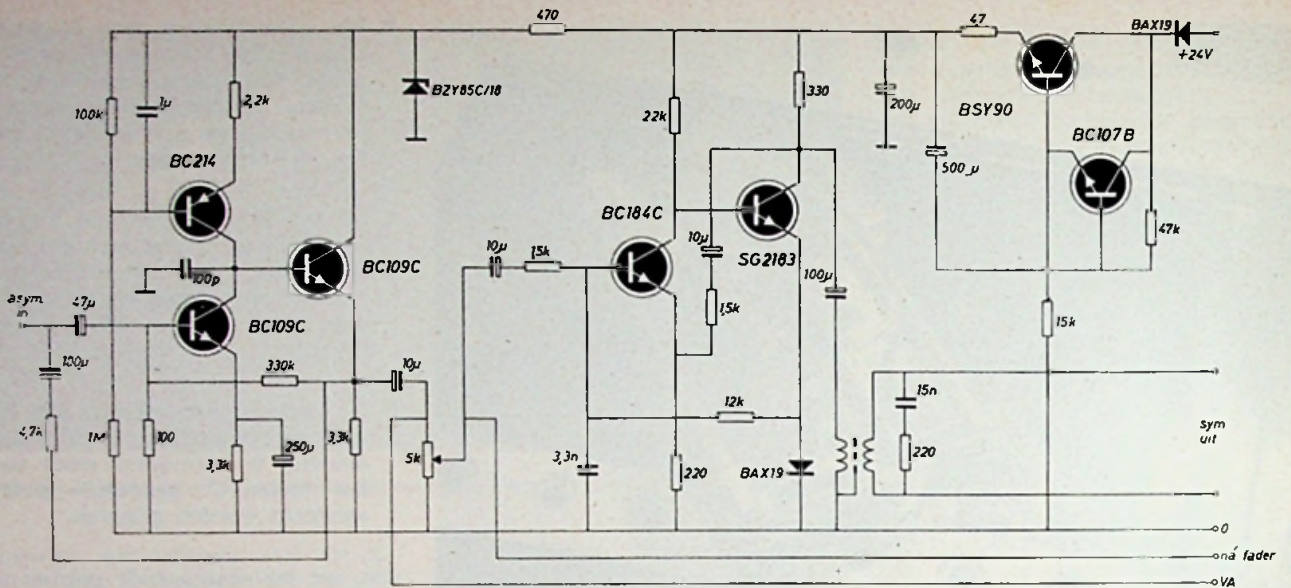 470
47
BAX19
+24V
100k
1µ
2,2k
BZY85C/18
22k
330
200µ
BSY90
BC107B
500µ
47k
BC214
BC184C
10µ
SG2183
100µ
10µ
15k
1,5k
15k
100p
BC109C
asym.
in
47µ
BC109C
100µ
330k
10µ
4,7k
1M
100
3,3k
250µ
3,3k
5k
3,3n
12k
220
BAX19
15n
220
sym
uit
0
ná fader
VA